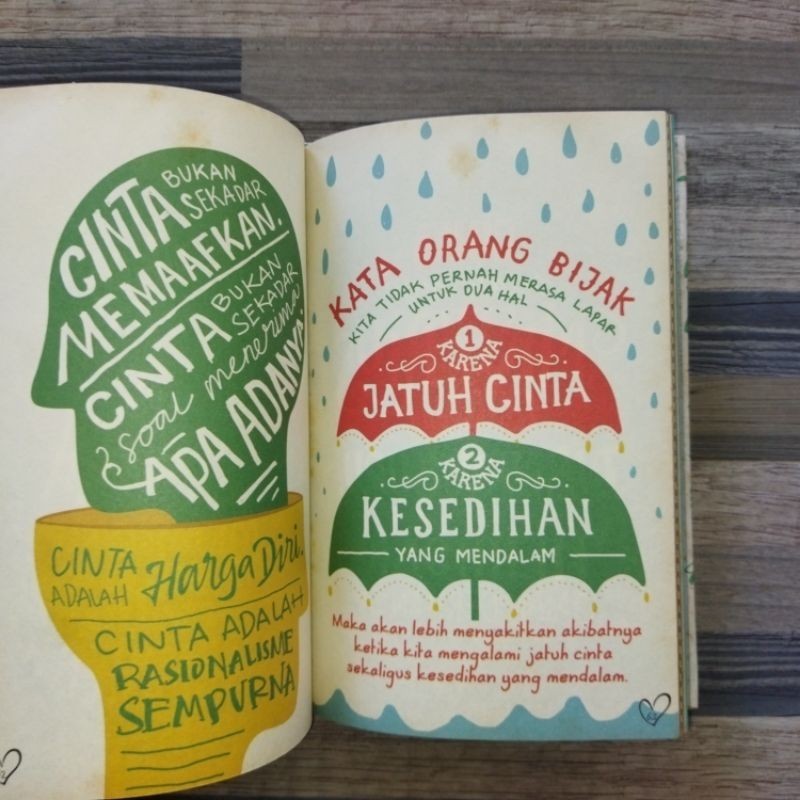 CINTA BUKAN SEKADAR
MEMAAFKAN.
CINTA BUKAN SEKADAR
soal menerima
APA ADANYA.
CINTA ADALAH Harga Diri.
CINTA ADALAH
RASIONALISME
SEMPURNA
KATA ORANG BIJAK
KITA TIDAK PERNAH MERASA LAPAR
UNTUK DUA HAL
1
KARENA
JATUH CINTA
2
KARENA
KESEDIHAN
YANG MENDALAM
Maka akan lebih menyakitkan akibatnya
ketika kita mengalami jatuh cinta
sekaligus kesedihan yang mendalam.